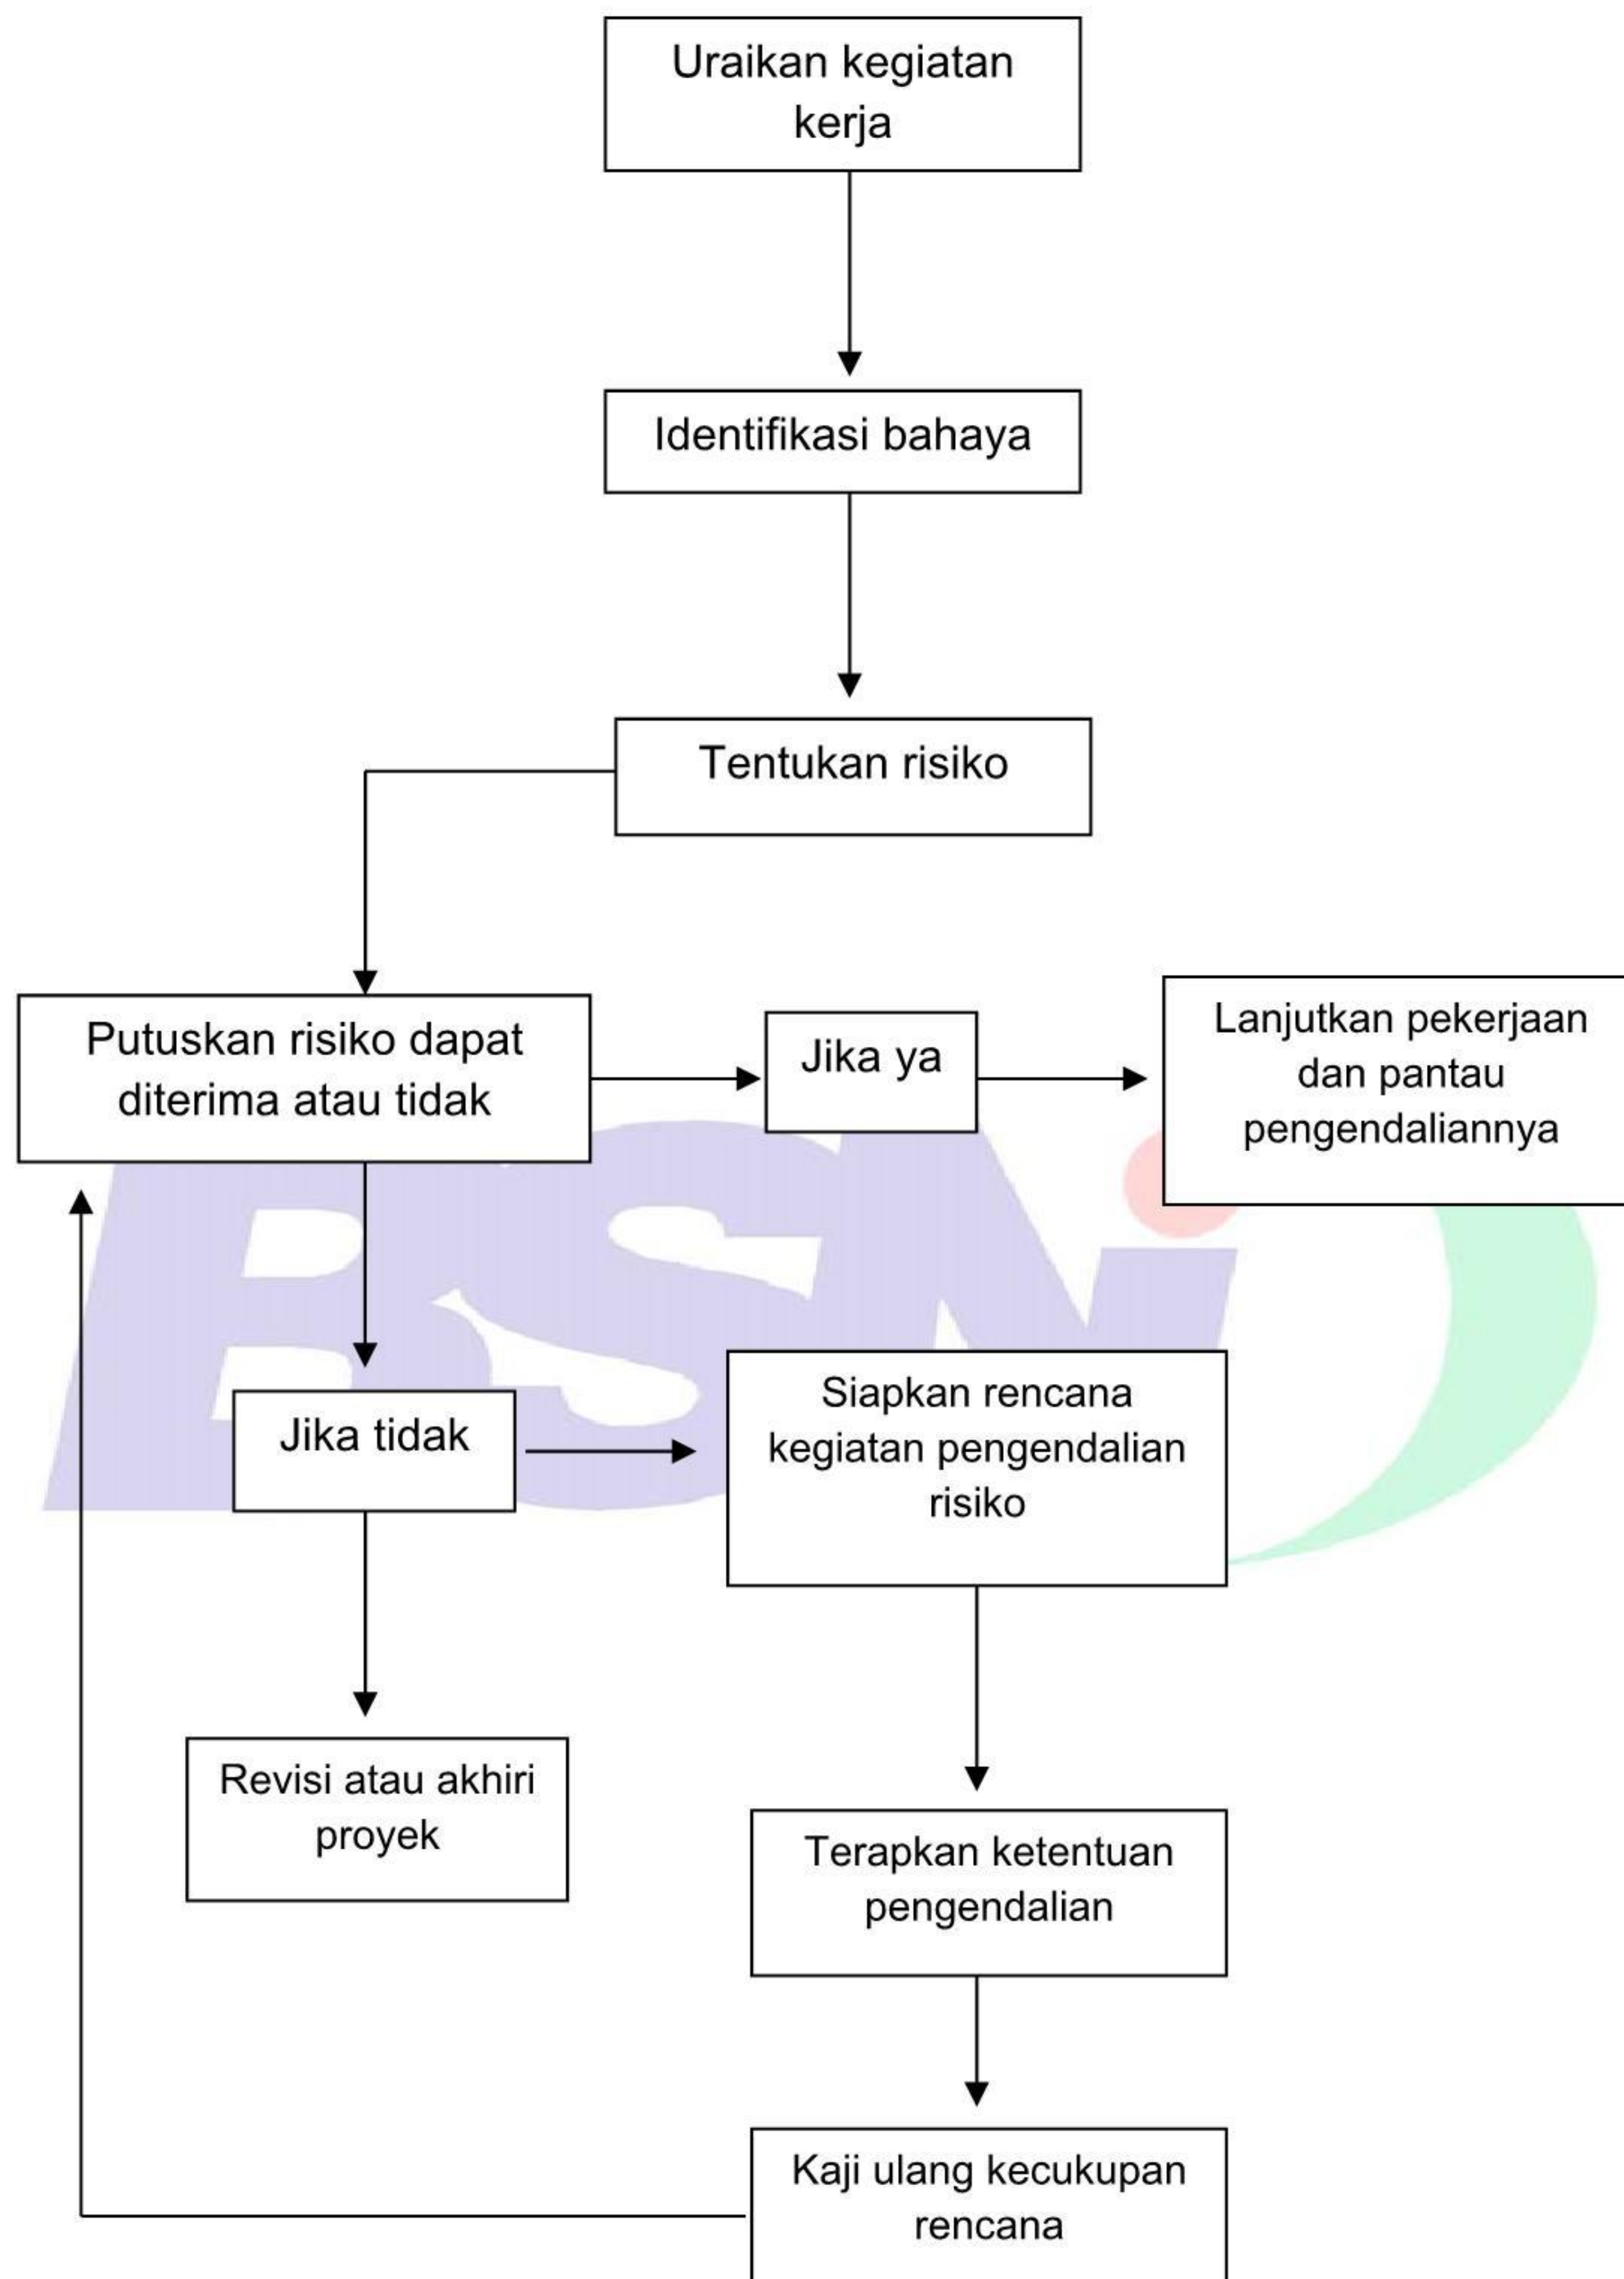 Uraikan kegiatan
kerja
Identifikasi bahaya
Tentukan risiko
Putuskan risiko dapat
diterima atau tidak
Jika ya
Lanjutkan pekerjaan
dan pantau
pengendaliannya
BSN
Jika tidak
Siapkan rencana
kegiatan pengendalian
risiko
Revisi atau akhiri
proyek
Terapkan ketentuan
pengendalian
Kaji ulang kecukupan
rencana